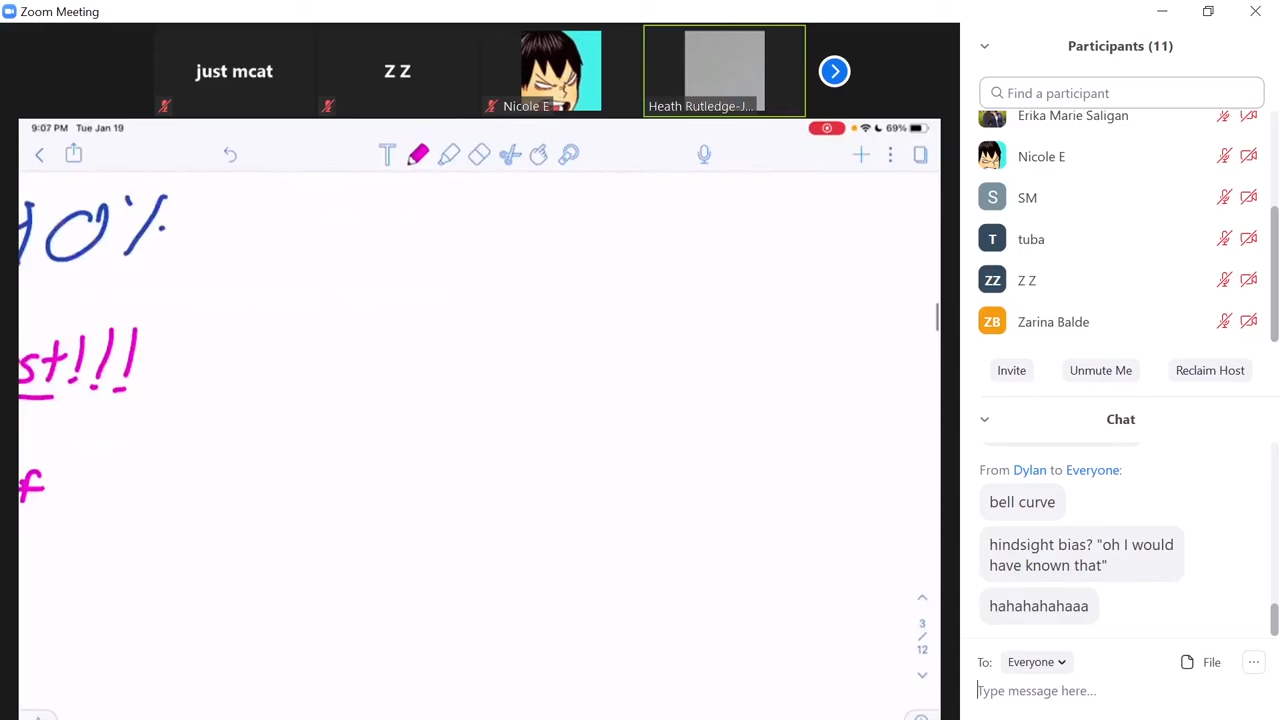 Zoom Meeting
just mcat
Z Z
Nicole E
Heath Rutledge-J...
9:07 PM Tue Jan 19
69%
T
0%
st!!!
f
3
/
12
Participants (11)
Find a participant
Erika Marie Saligan
Nicole E
S SM
T tuba
ZZ Z Z
ZB Zarina Balde
Invite Unmute Me Reclaim Host
Chat
From Dylan to Everyone:
bell curve
hindsight bias? "oh I would
have known that"
hahahahahaaa
To: Everyone File
Type message here...